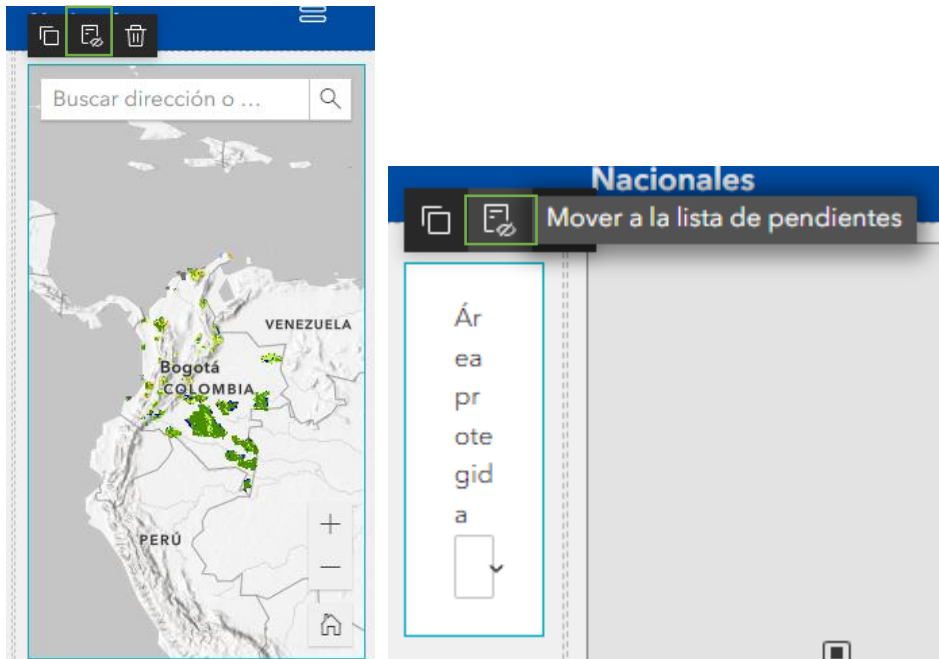 Buscar dirección o ...
VENEZUELA
Bogotá
COLOMBIA
PERÚ
Nacionales
Mover a la lista de pendientes
Ár
ea
pr
ote
gid
a